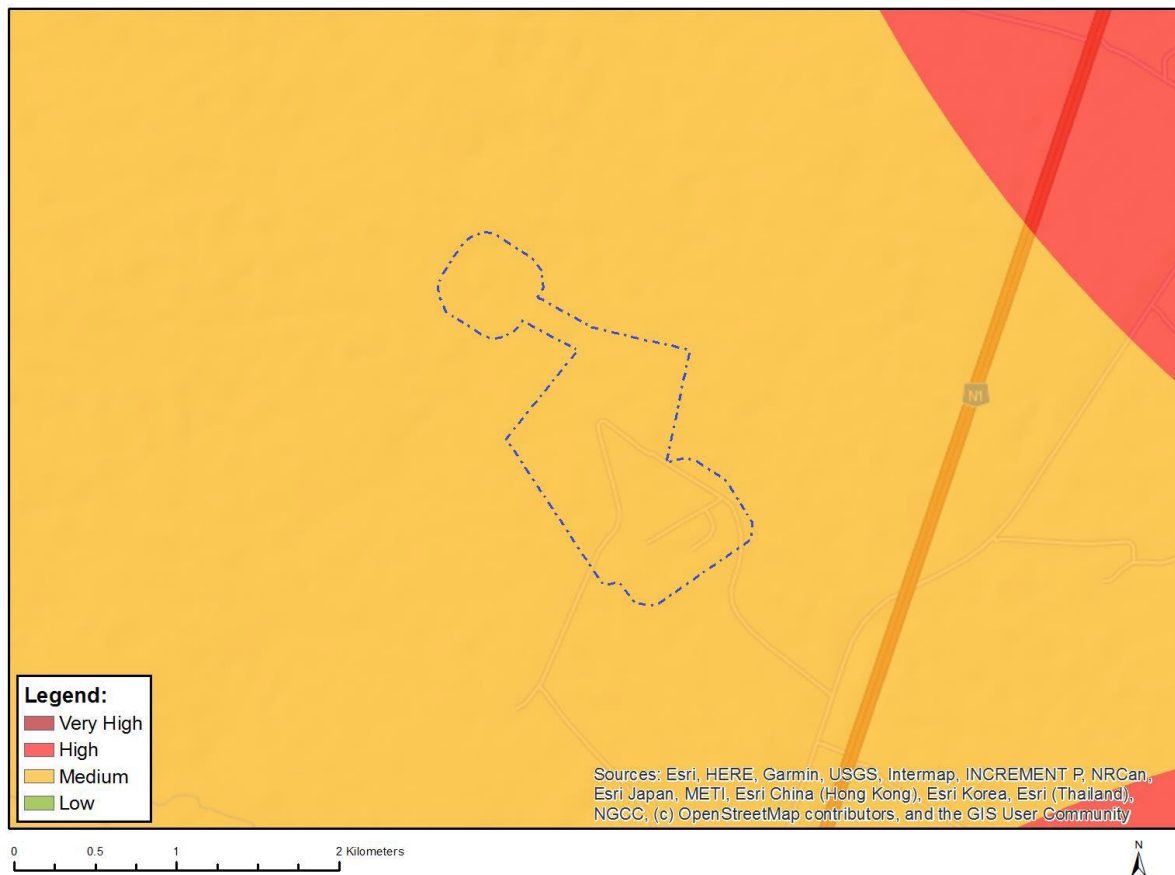 N1
Legend:
Very High
High
Medium
Low
Sources: Esri, HERE, Garmin, USGS, Intermap, INCREMENT P, NRCan,
Esri Japan, METI, Esri China (Hong Kong), Esri Korea, Esri (Thailand),
NGCC, (c) OpenStreetMap contributors, and the GIS User Community
0 0.5 1 2 Kilometers
N